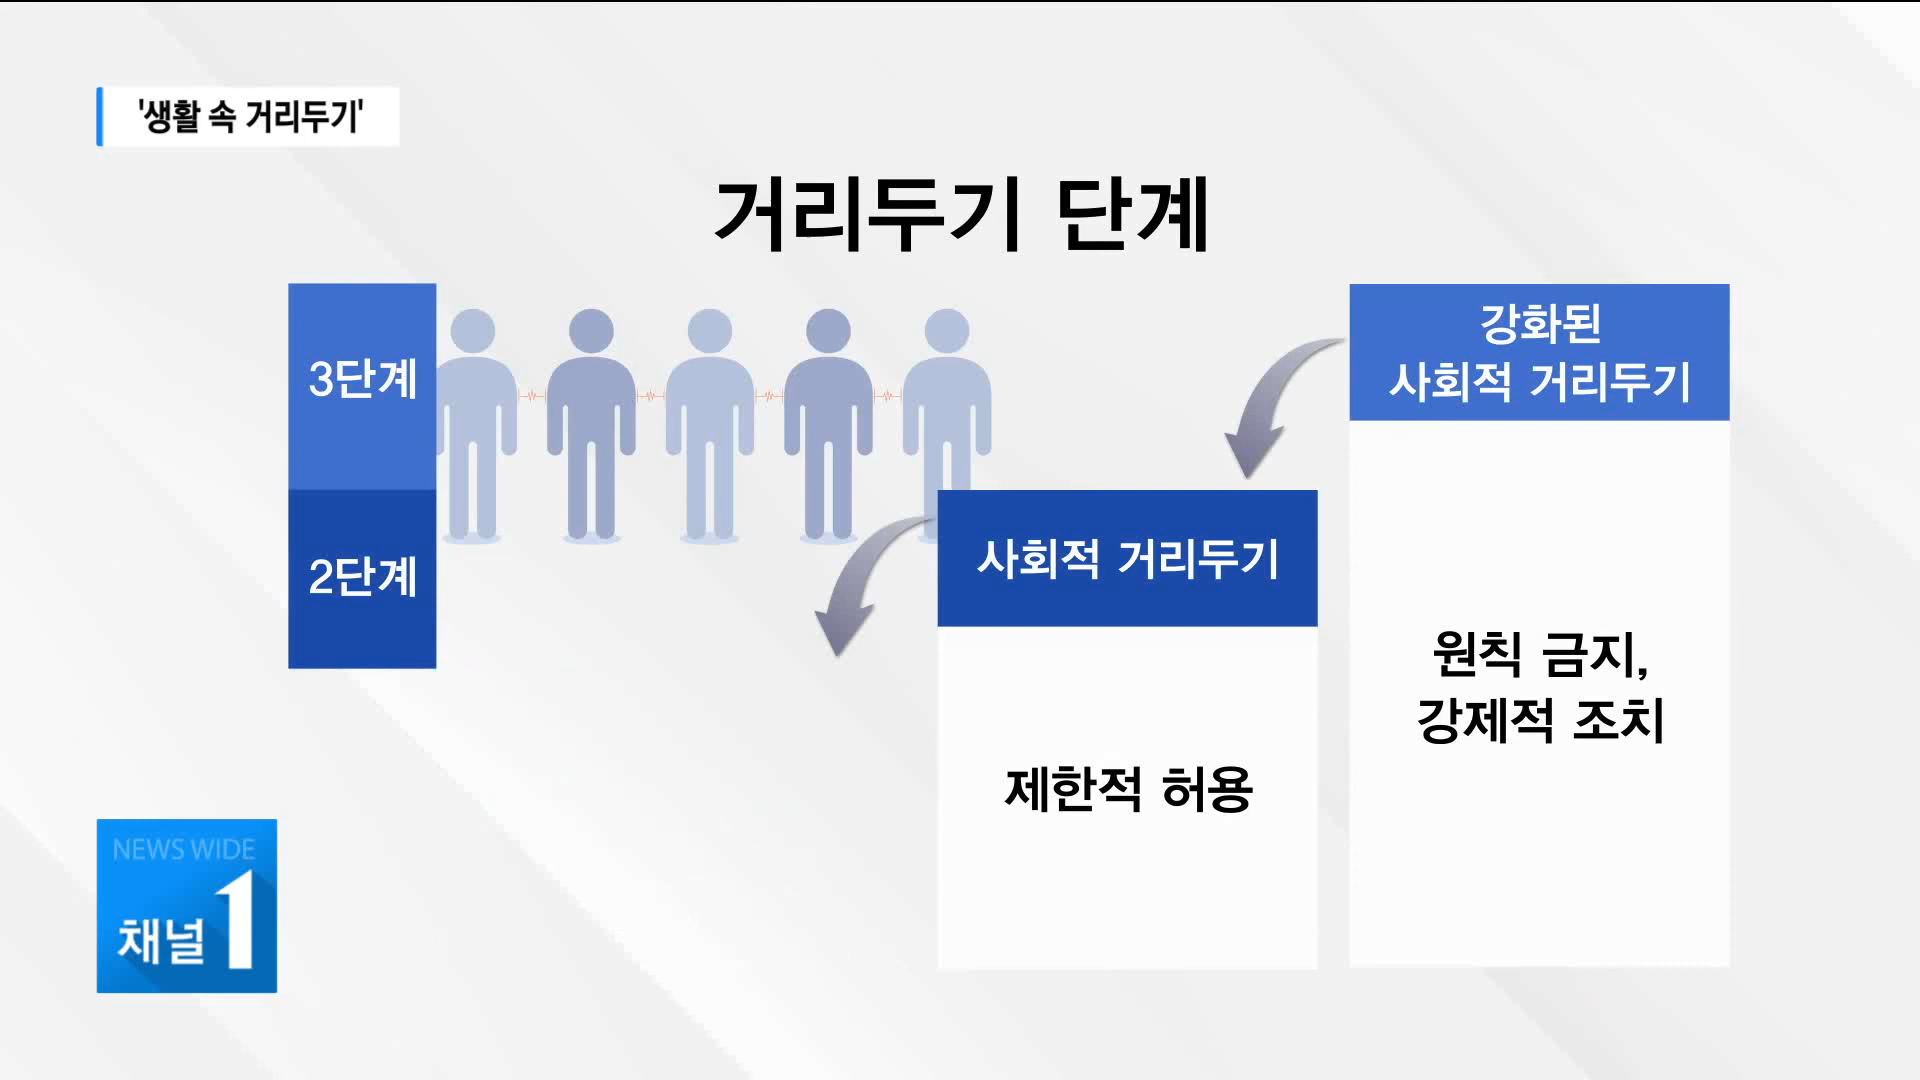 '생활 속 거리두기'
거리두기 단계
3단계
2단계
강화된
사회적 거리두기
원칙 금지,
강제적 조치
사회적 거리두기
제한적 허용
NEWS WIDE
채널 1